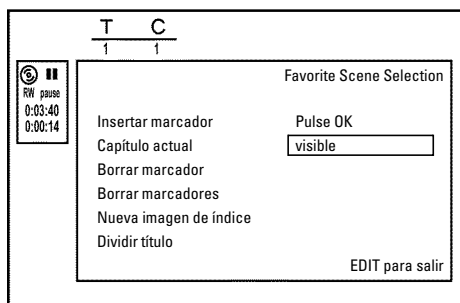 T C
1 1
RW pause
0:03:40
0:00:14
Favorite Scene Selection
Insertar marcador Pulse OK
Capítulo actual visible
Borrar marcador
Borrar marcadores
Nueva imagen de índice
Dividir título
EDIT para salir